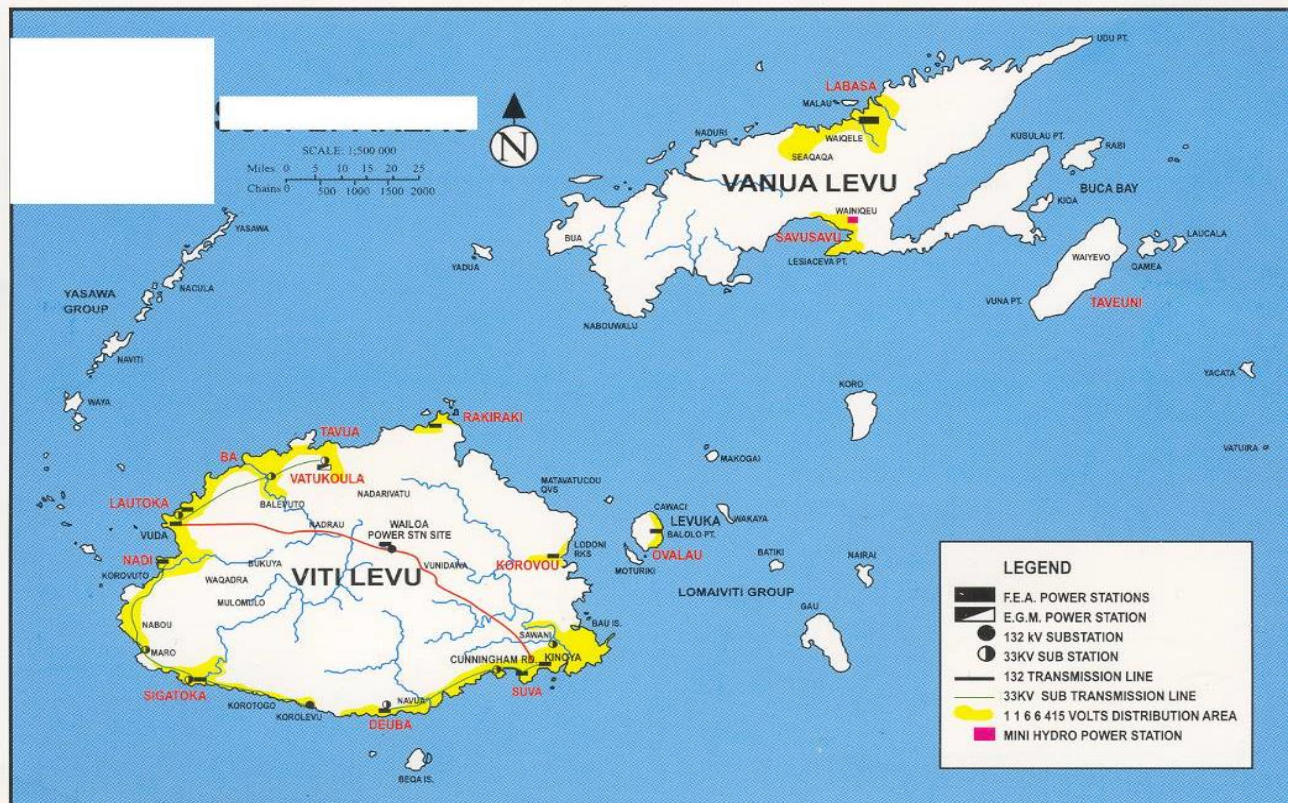 SCALE: 1:500 000
Miles 0 5 10 15 20 25
Chains 0 500 1000 1500 2000
N
UDU PT.
LABASA
MALAU
NADURI
WAIQELE
SEAQAQA
KUBULAU PT.
RABI
VANUA LEVU
BUCA BAY
KIOA
WAINIQEU
YASAWA
BUA
SAVUSAVU
LESIACEVA PT.
LAUCALA
WAIYEVO
QAMEA
YADUA
NACULA
YASAWA
GROUP
VUNA PT.
TAVEUNI
NABOUWALU
NAVITI
WAYA
YACATA
KORO
RAKIRAKI
TAVUA
BA
VATUKOULA
MAKOGAI
VATUIRA
MATAVATUCOU
QVS
NADARIVATU
BALEVUTO
LAUTOKA
CAWACI
LEVUKA
WAKAYA
BALOLO PT.
VUDA
NADRAU
WAILOA
POWER STN SITE
LODONI
RKS
OVALAU
BATIKI
NAIRAI
NADI
KOROVUTO
BUKUYA
VITI LEVU
VUNIDAWA
KOROVOU
MOTURIKI
WAQADRA
MULOMULO
LOMAIVITI GROUP
GAU
NABOU
BAU IS.
SAWANI
MARO
CUNNINGHAM RD.
KINOYA
SIGATOKA
SUVA
KOROTOGO
KOROLEVU
NAVUA
DEUBA
BEQA IS.
LEGEND
F.E.A. POWER STATIONS
E.G.M. POWER STATION
132 kV SUBSTATION
33KV SUB STATION
132 TRANSMISSION LINE
33KV SUB TRANSMISSION LINE
1 1 6 6 415 VOLTS DISTRIBUTION AREA
MINI HYDRO POWER STATION